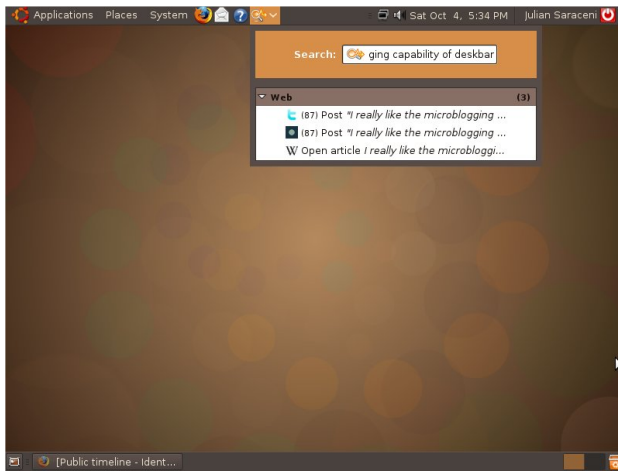 Applications Places System Sat Oct 4, 5:34 PM Julian Saraceni
Search: ging capability of deskbar
Web (3)
(87) Post "I really like the microblogging ...
(87) Post "I really like the microblogging ...
W Open article I really like the microbloggi...
[Public timeline - Ident...